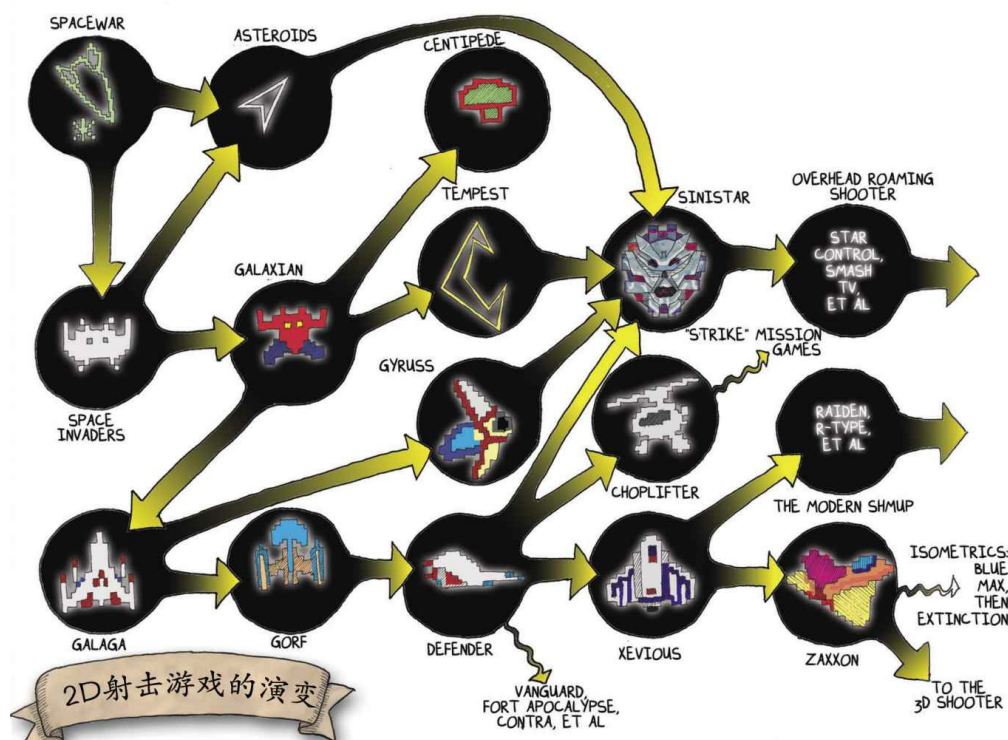 SPACEWAR
ASTEROIDS
CENTIPEDE
TEMPEST
SINISTAR
OVERHEAD ROAMING
SHOOTER
STAR
CONTROL,
SMASH
TV,
ET AL
GALAXIAN
SPACE
INVADERS
GYRUSS
"STRIKE" MISSION
GAMES
CHOPLIFTER
RAIDEN,
R-TYPE,
ET AL
THE MODERN SHMUP
GALAGA
GORF
DEFENDER
XEVIOUS
ZAXXON
ISOMETRICS:
BLUE
MAX,
THEN
EXTINCTION
VANGUARD,
FORT APOCALYPSE,
CONTRA, ET AL
TO THE
3D SHOOTER
2D射击游戏的演变